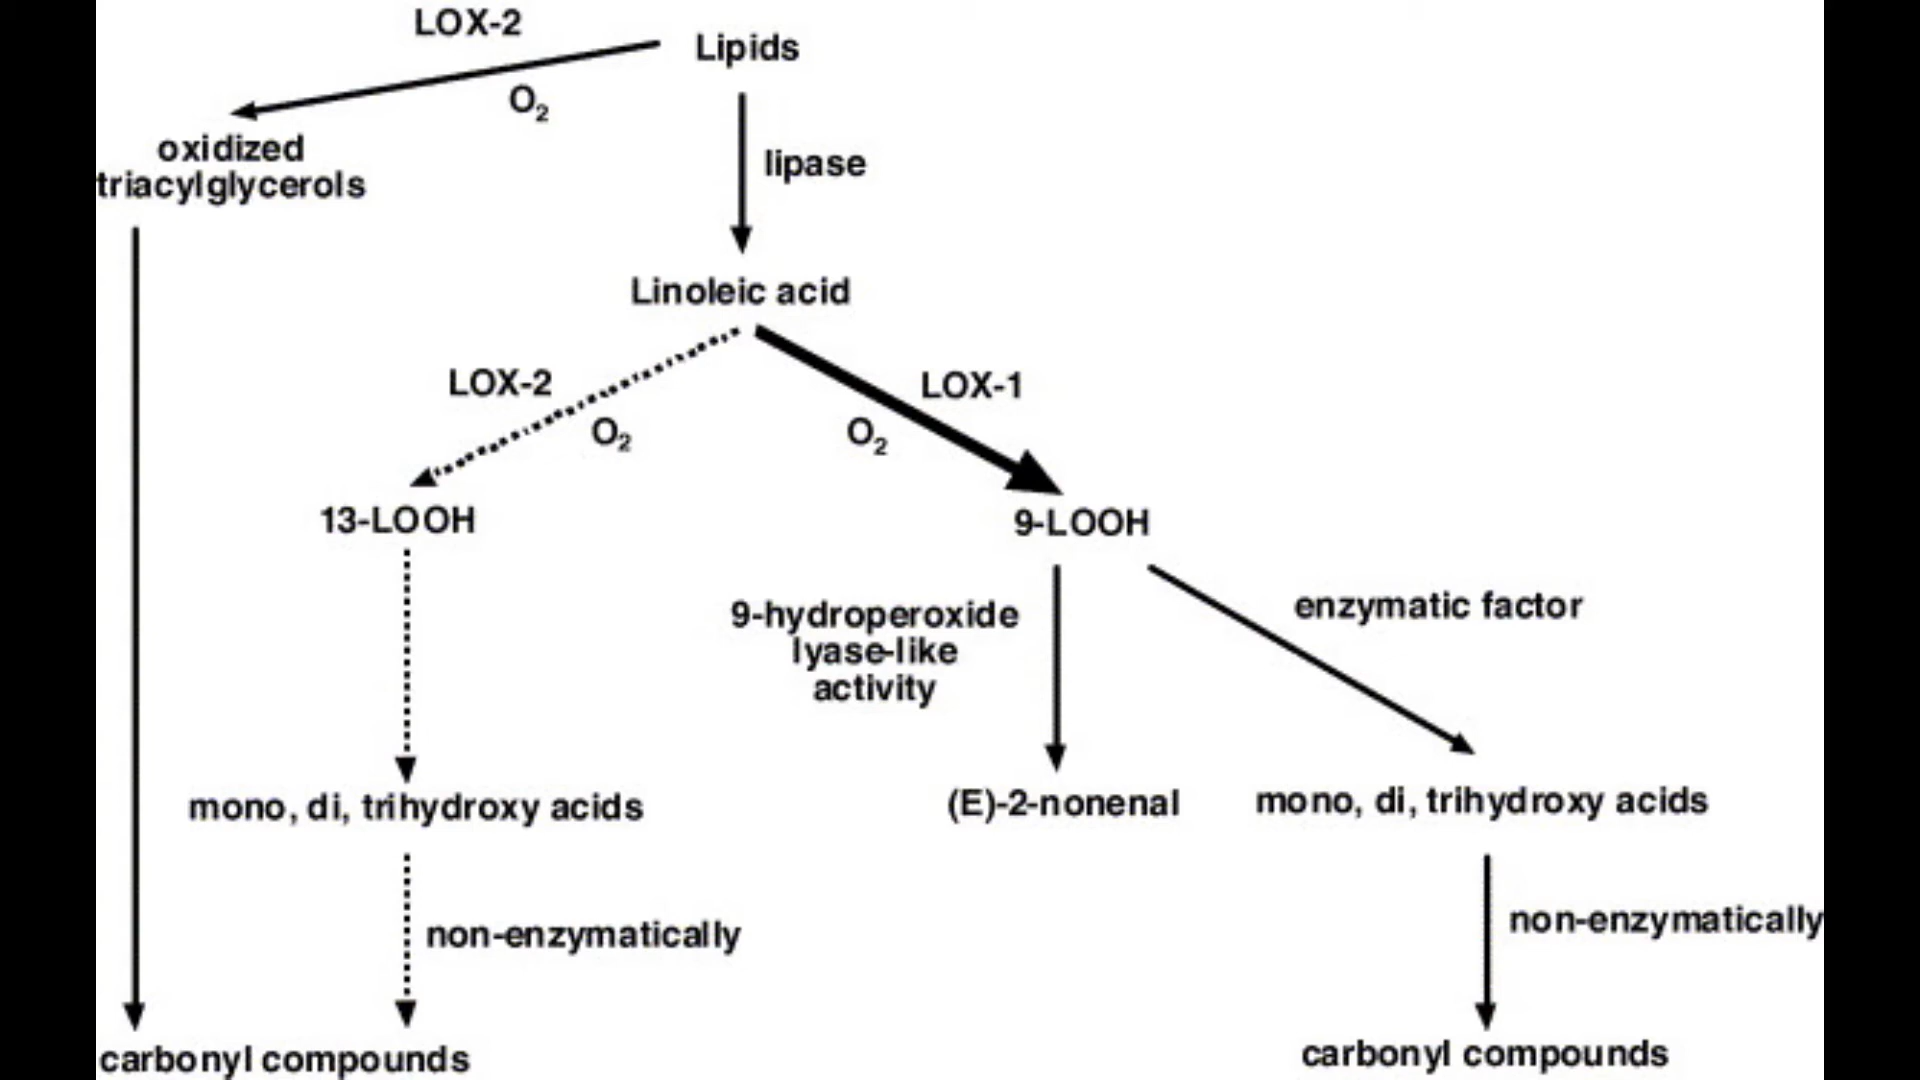 LOX-2
Lipids
O₂
oxidized
triacylglycerols
lipase
Linoleic acid
LOX-2
LOX-1
O₂
O₂
13-LOOH
9-LOOH
9-hydroperoxide
lyase-like
activity
enzymatic factor
mono, di, trihydroxy acids
(E)-2-nonenal
mono, di, trihydroxy acids
non-enzymatically
non-enzymatically
carbonyl compounds
carbonyl compounds